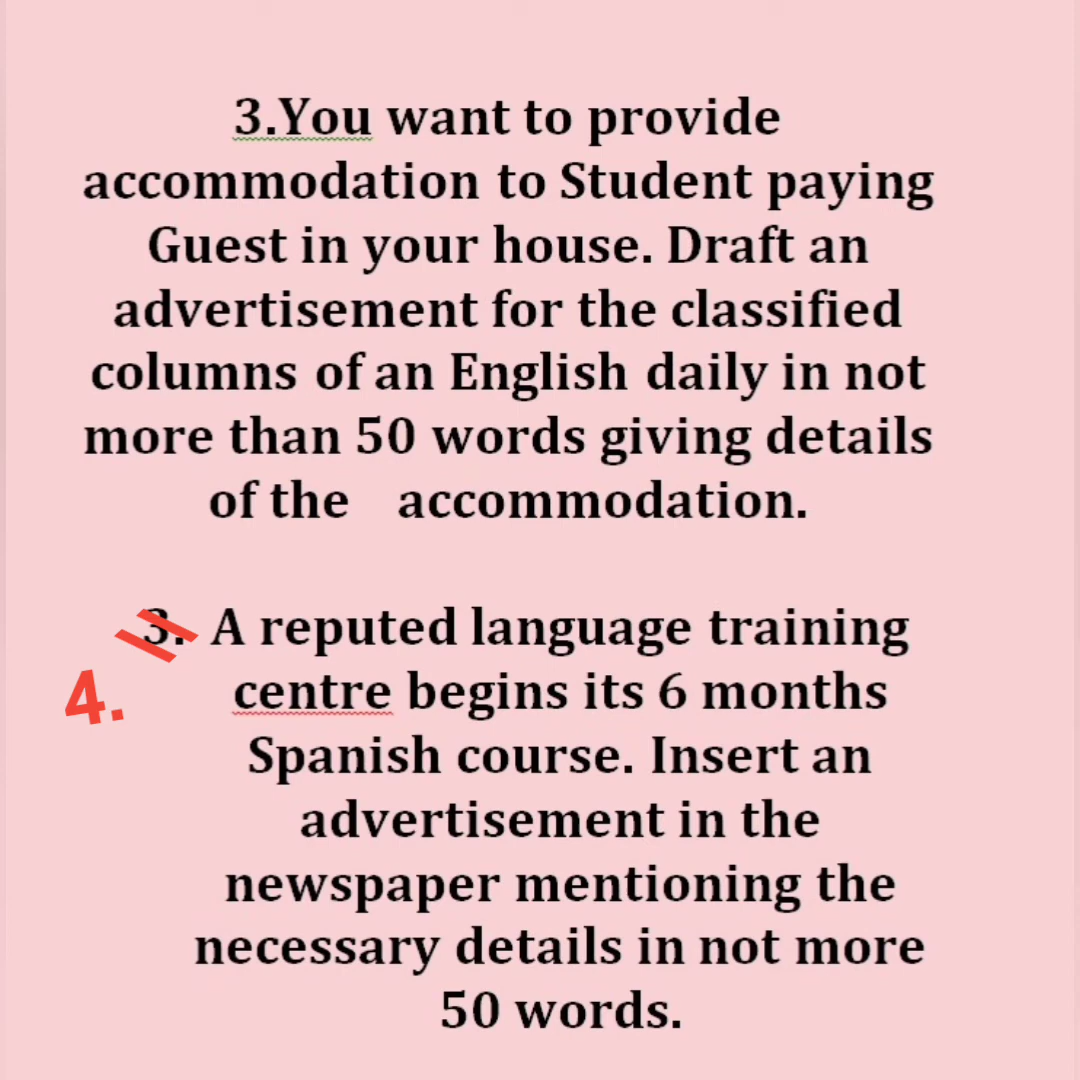 3.You want to provide
accommodation to Student paying
Guest in your house. Draft an
advertisement for the classified
columns of an English daily in not
more than 50 words giving details
of the accommodation.
3. A reputed language training
4.
centre begins its 6 months
Spanish course. Insert an
advertisement in the
newspaper mentioning the
necessary details in not more
50 words.